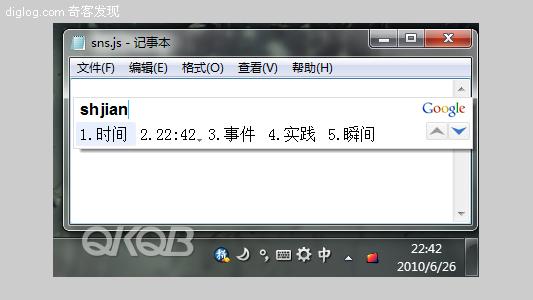 diglog.com 奇客发现
sns.js - 记事本
文件(F) 编辑(E) 格式(O) 查看(V) 帮助(H)
shjian
Google
1.时间 2.22:42 3.事件 4.实践 5.瞬间
QKQB
中
22:42
2010/6/26